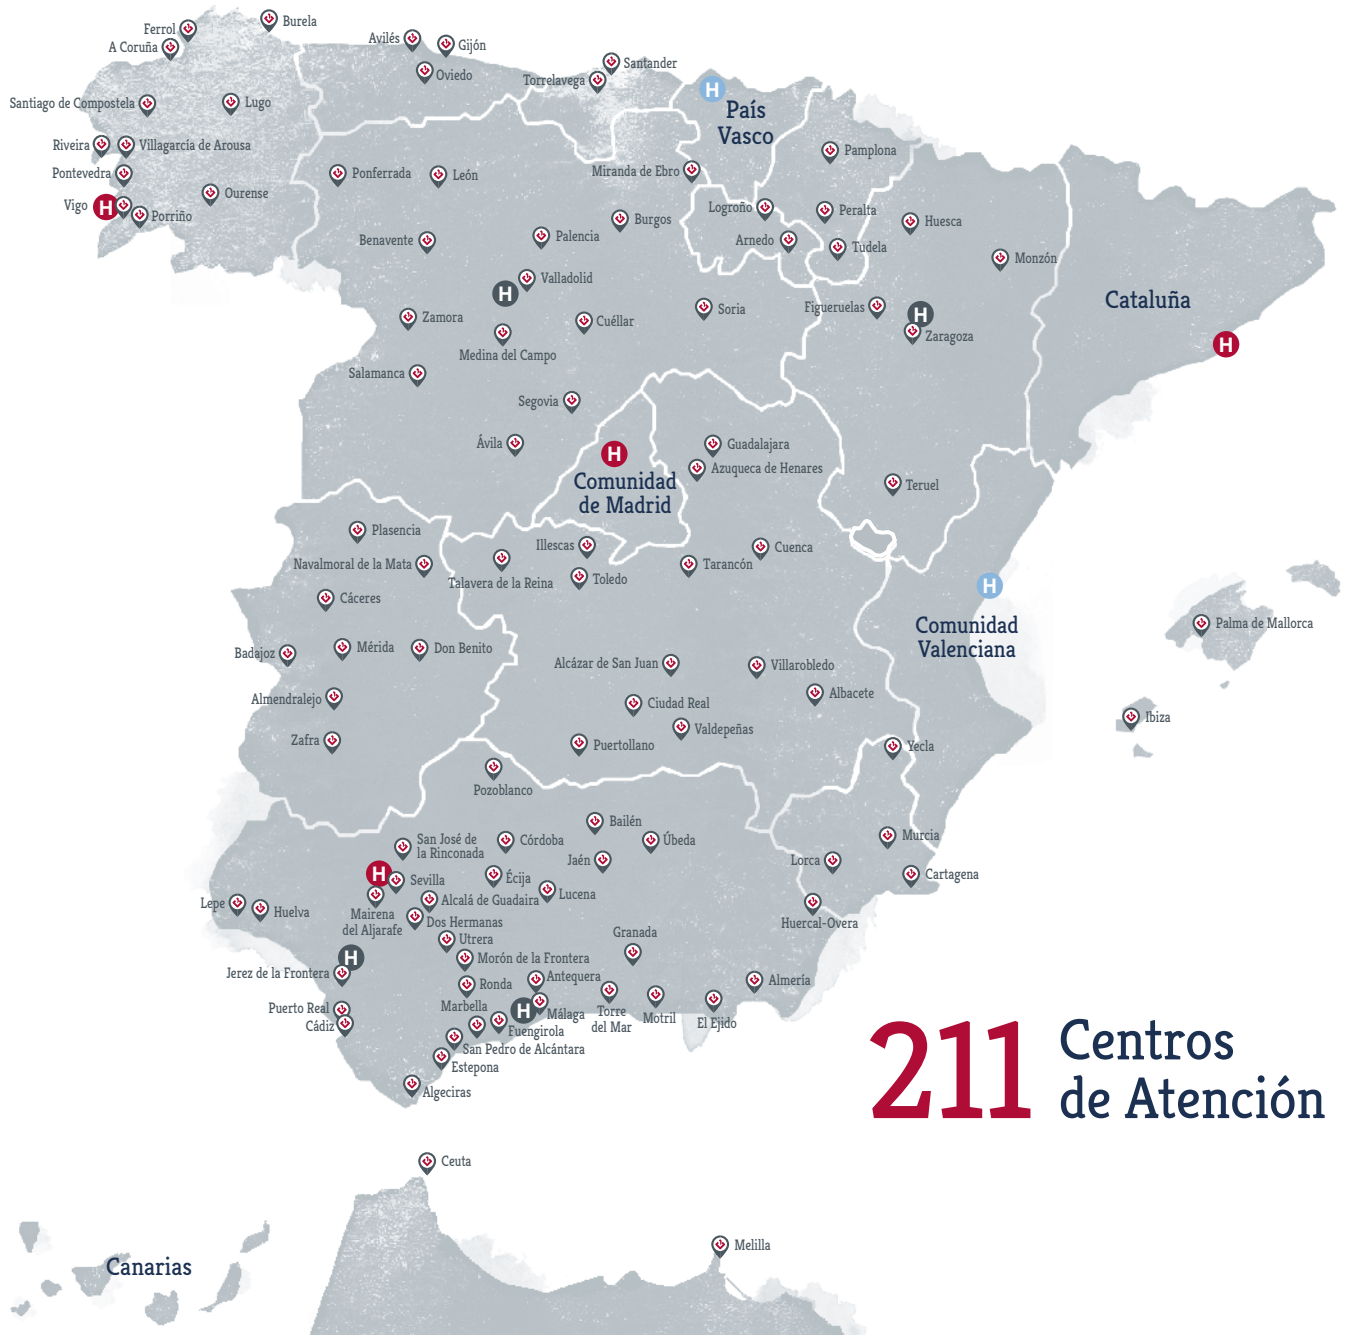 Burela
Ferrol
A Coruña
Avilés
Gijón
Oviedo
Santander
Torrelavega
Santiago de Compostela
Lugo
H
País
Vasco
Riveira
Villagarcía de Arousa
Pamplona
Pontevedra
Ponferrada
León
Miranda de Ebro
Ourense
Vigo
H
Porriño
Logroño
Peralta
Burgos
Huesca
Benavente
Palencia
Arnedo
Tudela
Monzón
Valladolid
H
Cataluña
Zamora
Cuéllar
Soria
Figueruelas
H
Zaragoza
Medina del Campo
H
Salamanca
Segovia
Ávila
H
Comunidad
de Madrid
Guadalajara
Azuqueca de Henares
Teruel
Plasencia
Illescas
Cuenca
Navalmoral de la Mata
Talavera de la Reina
Toledo
Tarancón
H
Cáceres
Comunidad
Valenciana
Palma de Mallorca
Badajoz
Mérida
Don Benito
Alcázar de San Juan
Villarobledo
Albacete
Almendralejo
Ciudad Real
Ibiza
Valdepeñas
Zafra
Puertollano
Yecla
Pozoblanco
Bailén
San José de
la Rinconada
Córdoba
Úbeda
Murcia
Jaén
Lorca
H
Sevilla
Écija
Cartagena
Lucena
Alcalá de Guadaira
Lepe
Huelva
Mairena
del Aljarafe
Dos Hermanas
Huercal-Overa
Utrera
Granada
H
Morón de la Frontera
Jerez de la Frontera
Antequera
Ronda
Almería
Puerto Real
Marbella
H
Málaga
Torre
del Mar
Motril
El Ejido
Cádiz
Fuengirola
San Pedro de Alcántara
Estepona
Algeciras
211
Centros
de Atención
Ceuta
Melilla
Canarias